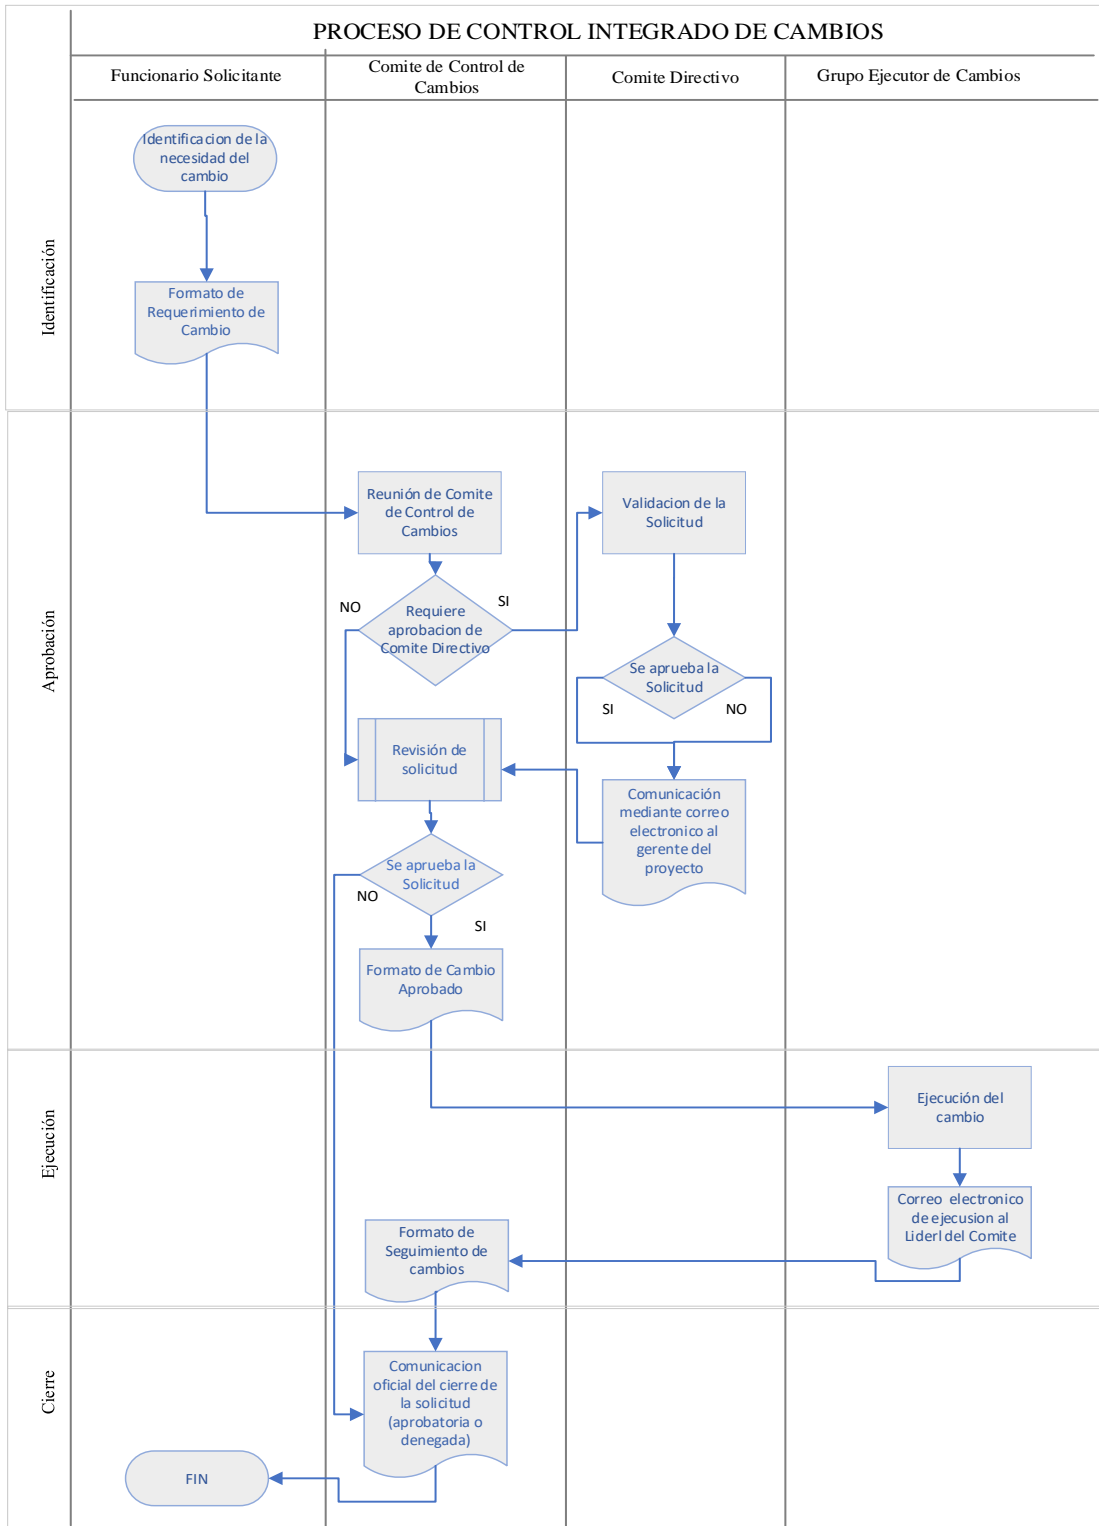 PROCESO DE CONTROL INTEGRADO DE CAMBIOS
Funcionario Solicitante
Comite de Control de
Cambios
Comite Directivo
Grupo Ejecutor de Cambios
Identificación
Identificacion de la
necesidad del
cambio
Formato de
Requerimiento de
Cambio
Aprobación
Reunión de Comite
de Control de
Cambios
Validacion de la
Solicitud
NO
SI
Requiere
aprobacion de
Comite Directivo
Se aprueba la
Solicitud
SI
NO
Revisión de
solicitud
Comunicación
mediante correo
electronico al
gerente del
proyecto
Se aprueba la
Solicitud
NO
SI
Formato de Cambio
Aprobado
Ejecución
Ejecución del
cambio
Correo electronico
de ejecusion al
Liderl del Comite
Formato de
Seguimiento de
cambios
Cierre
Comunicacion
oficial del cierre de
la solicitud
(aprobatoria o
denegada)
FIN